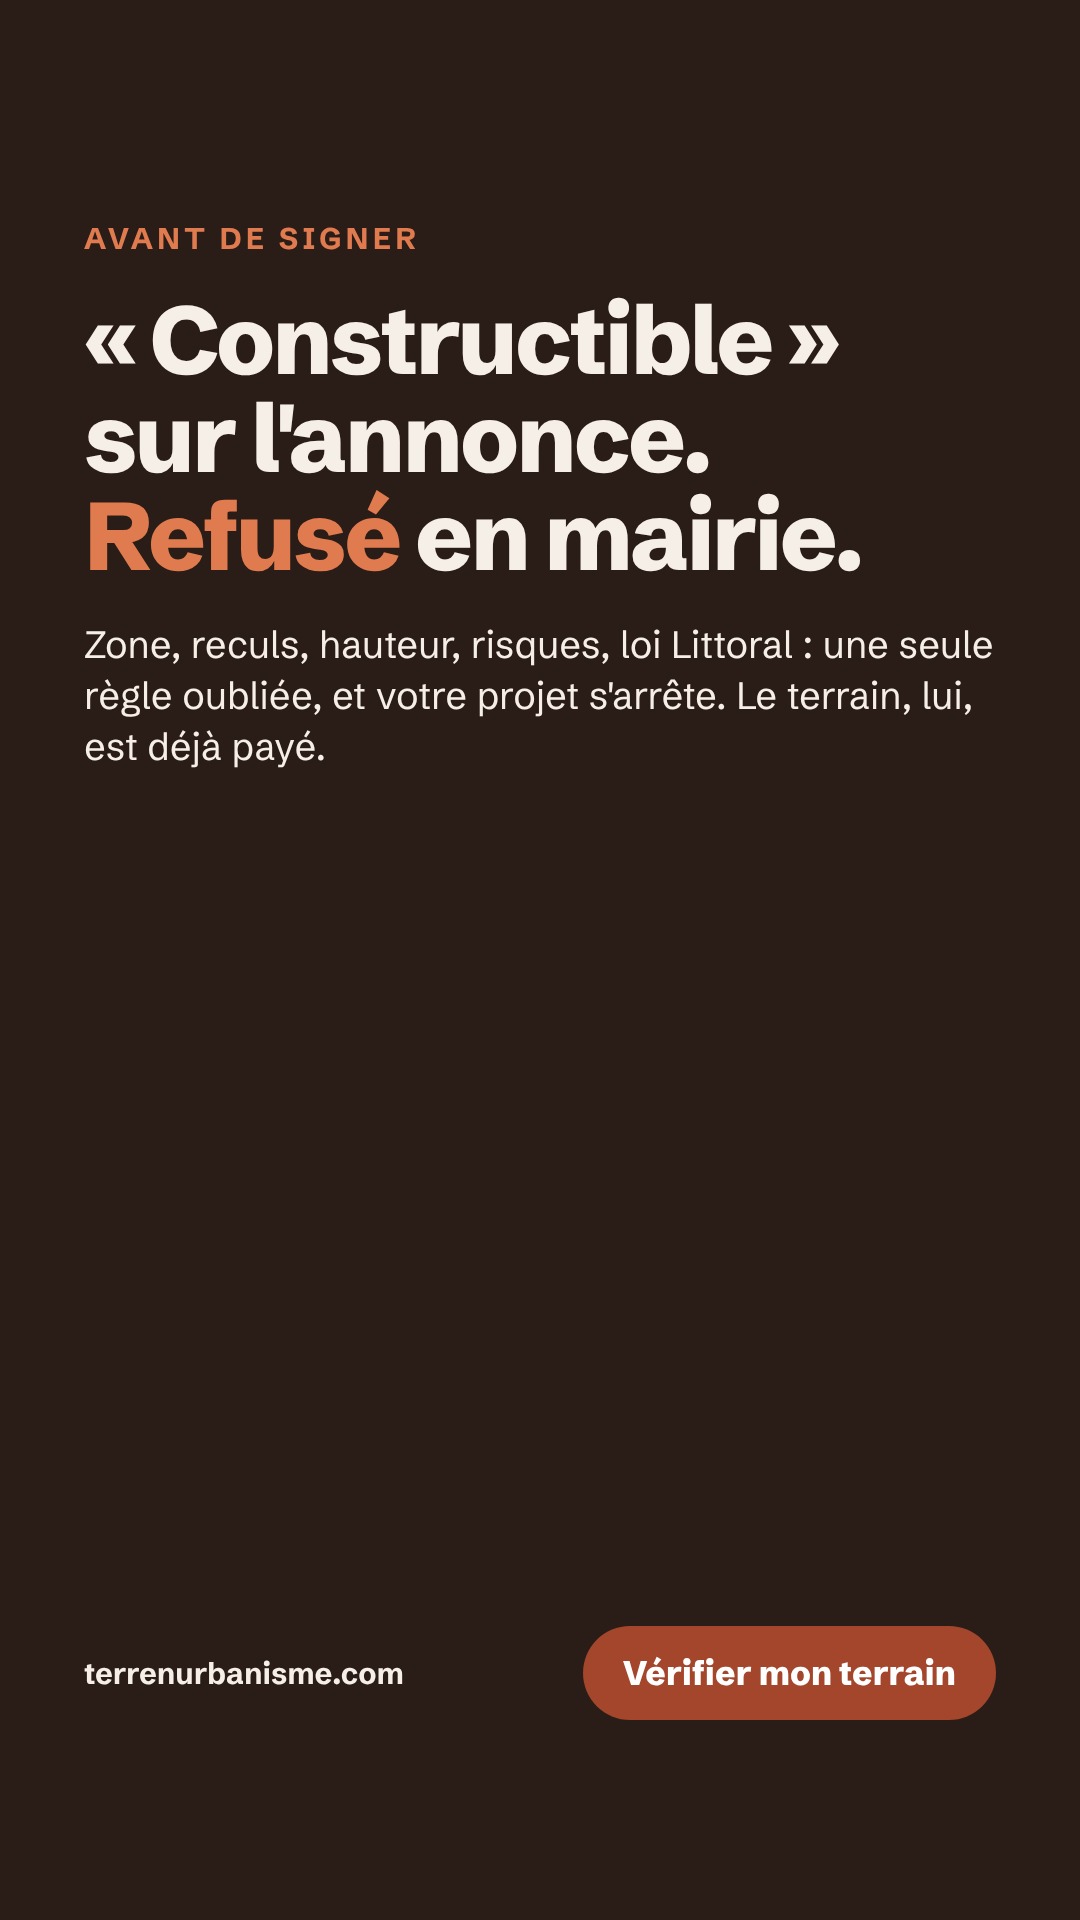 AVANT DE SIGNER
« Constructible »
sur l'annonce.
Refusé en mairie.
Zone, reculs, hauteur, risques, loi Littoral : une seule
règle oubliée, et votre projet s'arrête. Le terrain, lui,
est déjà payé.
terrenurbanisme.com
Vérifier mon terrain